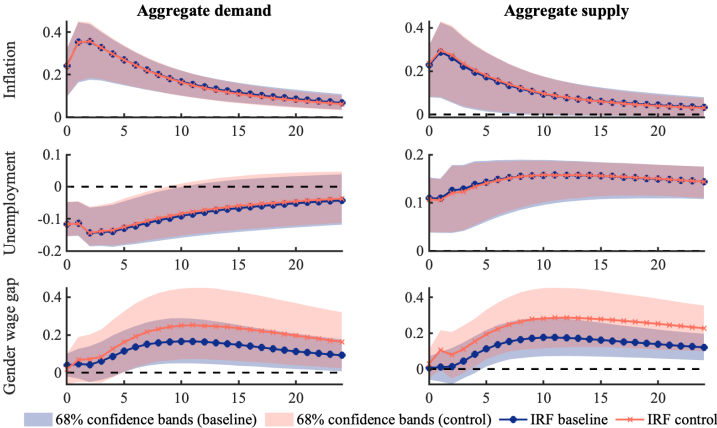 Aggregate demand Aggregate supply
Inflation
0.4
0.2
0
0 5 10 15 20
0.4
0.2
0
0 5 10 15 20
Unemployment
0.1
0
-0.1
-0.2
0 5 10 15 20
0.2
0.1
0
0 5 10 15 20
Gender wage gap
0.4
0.2
0
0 5 10 15 20
0.4
0.2
0
0 5 10 15 20
68% confidence bands (baseline) 68% confidence bands (control) IRF baseline IRF control